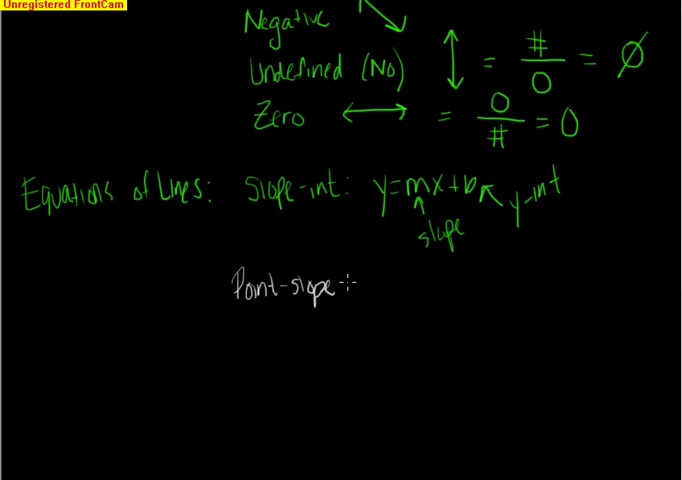 Unregistered FrontCam
Negative
Undefined (No) = #/0 = ∅
Zero = 0/# = 0
Equations of Lines: Slope-int: y=mx+b y-int
slope
Point-slope